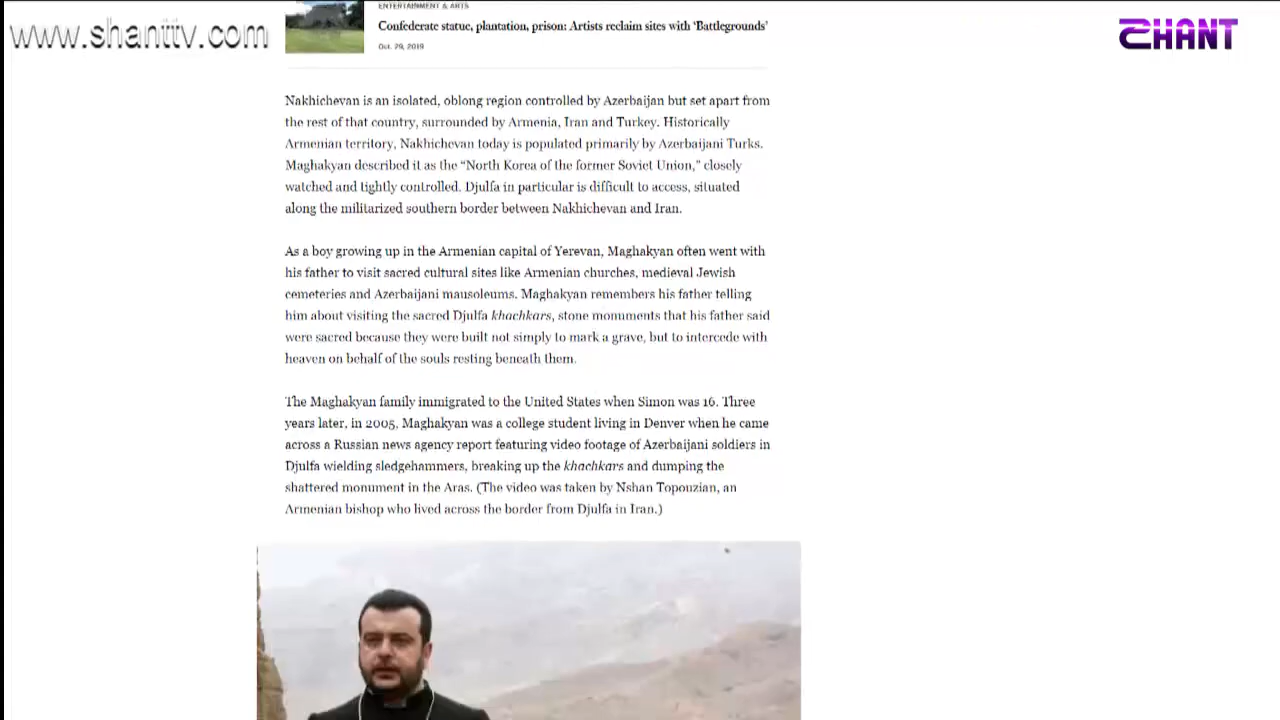 www.shanttv.com
SHANT
ENTERTAINMENT & ARTS
Confederate statue, plantation, prison: Artists reclaim sites with ‘Battlegrounds’
Oct. 29, 2019
Nakhichevan is an isolated, oblong region controlled by Azerbaijan but set apart from
the rest of that country, surrounded by Armenia, Iran and Turkey. Historically
Armenian territory, Nakhichevan today is populated primarily by Azerbaijani Turks.
Maghakyan described it as the “North Korea of the former Soviet Union,” closely
watched and tightly controlled. Djulfa in particular is difficult to access, situated
along the militarized southern border between Nakhichevan and Iran.
As a boy growing up in the Armenian capital of Yerevan, Maghakyan often went with
his father to visit sacred cultural sites like Armenian churches, medieval Jewish
cemeteries and Azerbaijani mausoleums. Maghakyan remembers his father telling
him about visiting the sacred Djulfa khachkars, stone monuments that his father said
were sacred because they were built not simply to mark a grave, but to intercede with
heaven on behalf of the souls resting beneath them.
The Maghakyan family immigrated to the United States when Simon was 16. Three
years later, in 2005, Maghakyan was a college student living in Denver when he came
across a Russian news agency report featuring video footage of Azerbaijani soldiers in
Djulfa wielding sledgehammers, breaking up the khachkars and dumping the
shattered monument in the Aras. (The video was taken by Nshan Topouzian, an
Armenian bishop who lived across the border from Djulfa in Iran.)